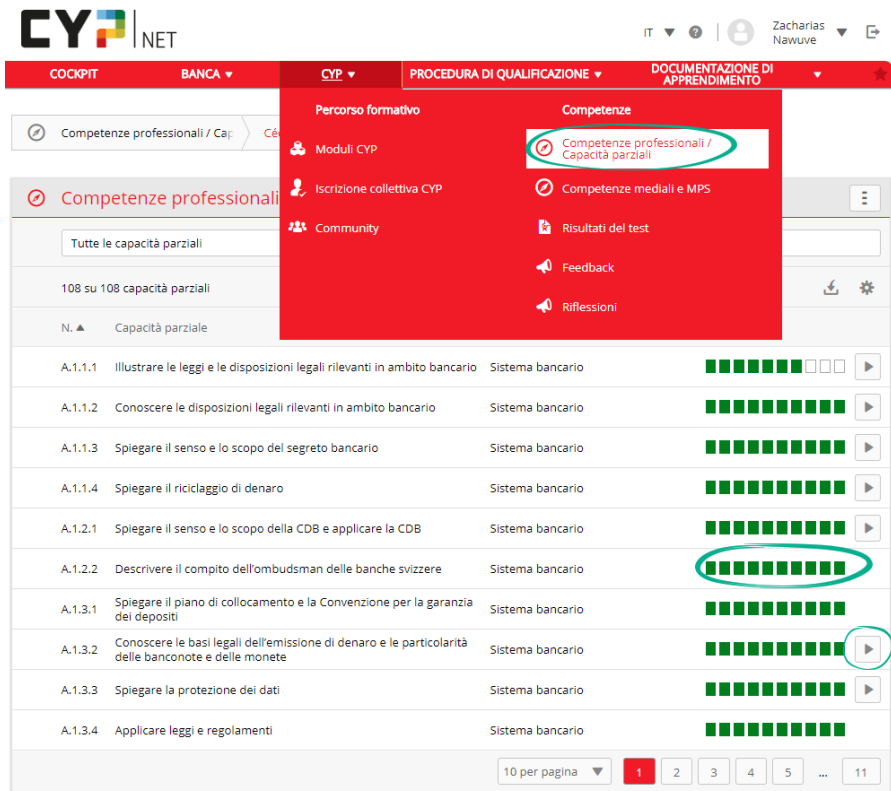 CYP NET
IT
Zacharias
Nawuve
COCKPIT BANCA CYP PROCEDURA DI QUALIFICAZIONE DOCUMENTAZIONE DI
APPRENDIMENTO
Percorso formativo Competenze
Competenze professionali / Cap Cé
Moduli CYP Competenze professionali /
Capacità parziali
Iscrizione collettiva CYP Competenze mediali e MPS
Competenze professionali
Community Risultati del test
Tutte le capacità parziali
Feedback
108 su 108 capacità parziali
Riflessioni
N. Capacità parziale
A.1.1.1 Illustrare le leggi e le disposizioni legali rilevanti in ambito bancario Sistema bancario
A.1.1.2 Conoscere le disposizioni legali rilevanti in ambito bancario Sistema bancario
A.1.1.3 Spiegare il senso e lo scopo del segreto bancario Sistema bancario
A.1.1.4 Spiegare il riciclaggio di denaro Sistema bancario
A.1.2.1 Spiegare il senso e lo scopo della CDB e applicare la CDB Sistema bancario
A.1.2.2 Descrivere il compito dell'ombudsman delle banche svizzere Sistema bancario
A.1.3.1 Spiegare il piano di collocamento e la Convenzione per la garanzia
dei depositi Sistema bancario
A.1.3.2 Conoscere le basi legali dell'emissione di denaro e le particolarità
delle banconote e delle monete Sistema bancario
A.1.3.3 Spiegare la protezione dei dati Sistema bancario
A.1.3.4 Applicare leggi e regolamenti Sistema bancario
10 per pagina 1 2 3 4 5 ... 11